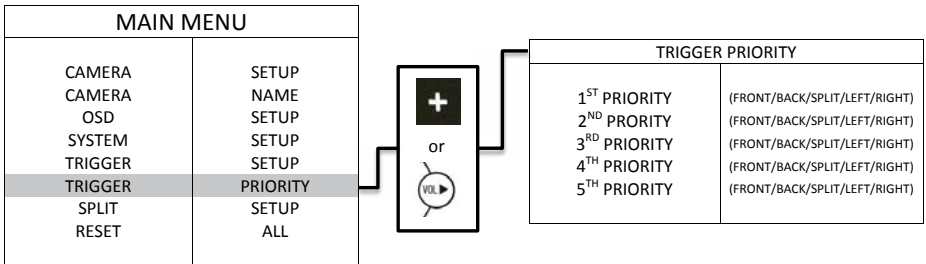 MAIN MENU
CAMERA SETUP
CAMERA NAME
OSD SETUP
SYSTEM SETUP
TRIGGER SETUP
TRIGGER PRIORITY
SPLIT SETUP
RESET ALL
+
or
VOL▶
TRIGGER PRIORITY
1ST PRIORITY (FRONT/BACK/SPLIT/LEFT/RIGHT)
2ND PRORITY (FRONT/BACK/SPLIT/LEFT/RIGHT)
3RD PRIORITY (FRONT/BACK/SPLIT/LEFT/RIGHT)
4TH PRIORITY (FRONT/BACK/SPLIT/LEFT/RIGHT)
5TH PRIORITY (FRONT/BACK/SPLIT/LEFT/RIGHT)